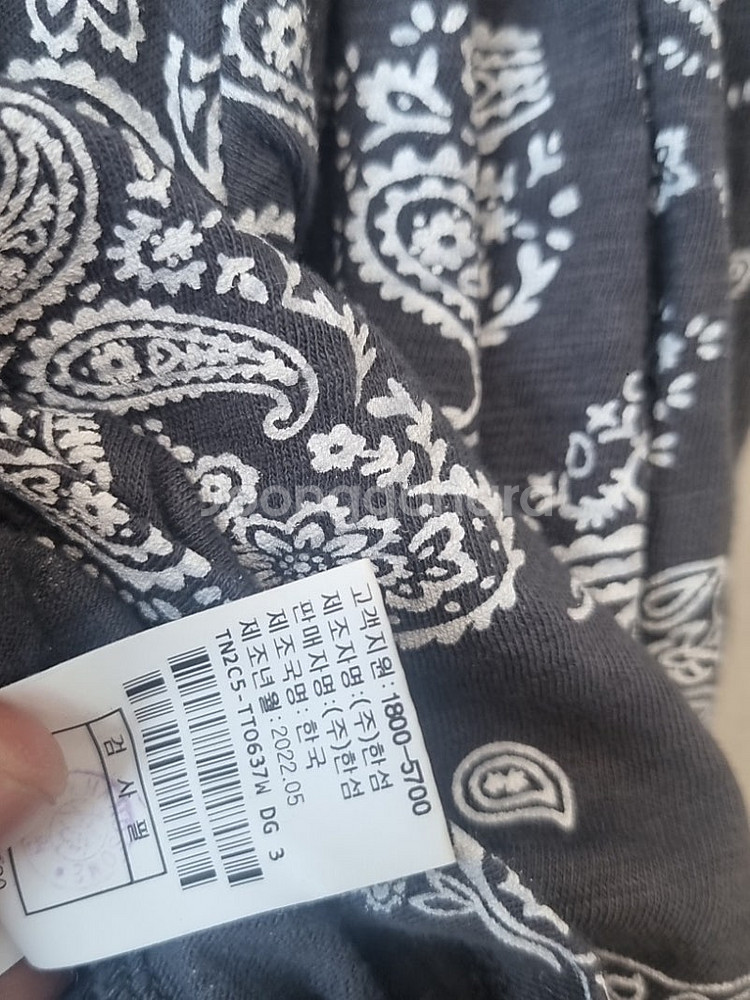 고객지원:1800-5700
제조자명:(주)한섬
판매자명:(주)한섬
제조국명: 한국
제조년월:2022.05
TN2C5-TT0637W DG 3
검 사 필